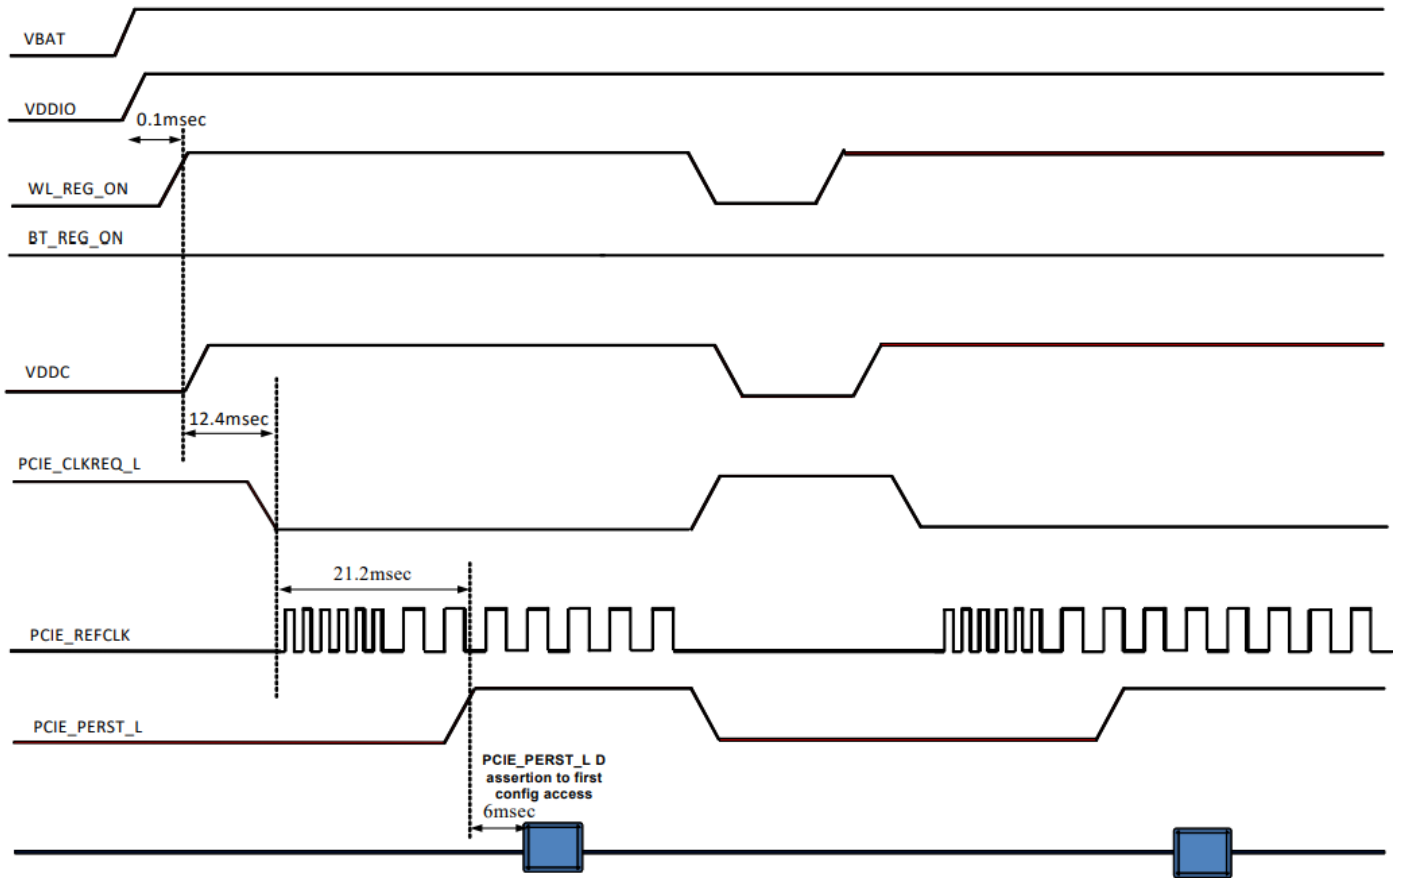 VBAT
VDDIO
0.1msec
WL_REG_ON
BT_REG_ON
VDDC
12.4msec
PCIE_CLKREQ_L
21.2msec
PCIE_REFCLK
PCIE_PERST_L
PCIE_PERST_L D
assertion to first
config access
6msec